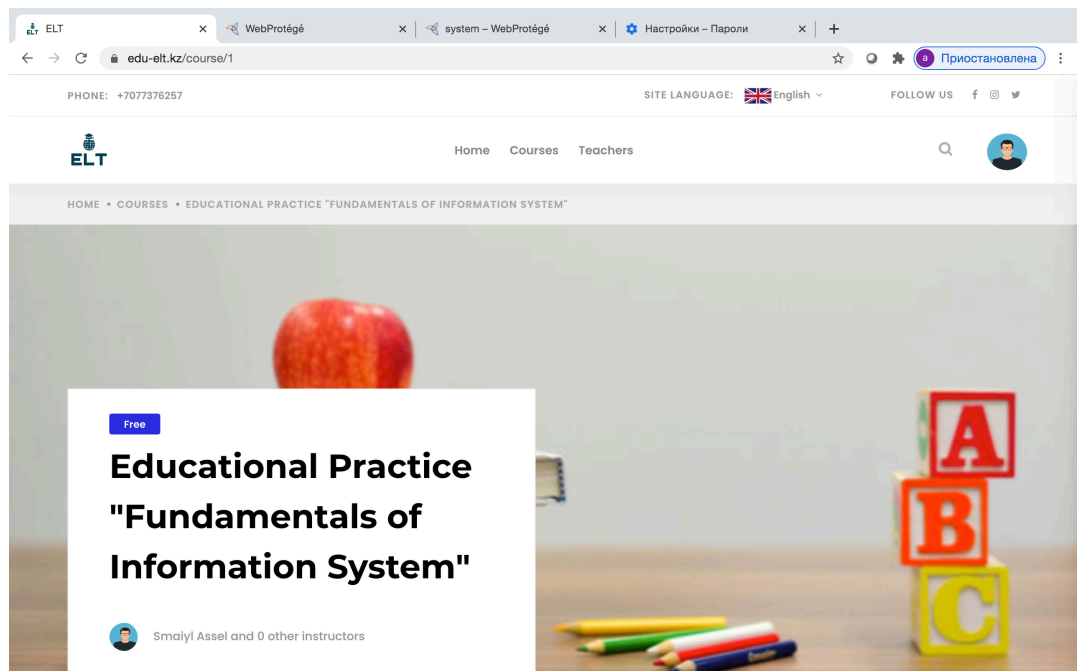 ELT
WebProtégé
system – WebProtégé
Настройки – Пароли
edu-elt.kz/course/1
a Приостановлена
PHONE: +7077376257
SITE LANGUAGE: English
FOLLOW US
ELT
Home Courses Teachers
HOME • COURSES • EDUCATIONAL PRACTICE "FUNDAMENTALS OF INFORMATION SYSTEM"
Free
Educational Practice
"Fundamentals of
Information System"
Smaiyl Assel and 0 other instructors
A
B
C